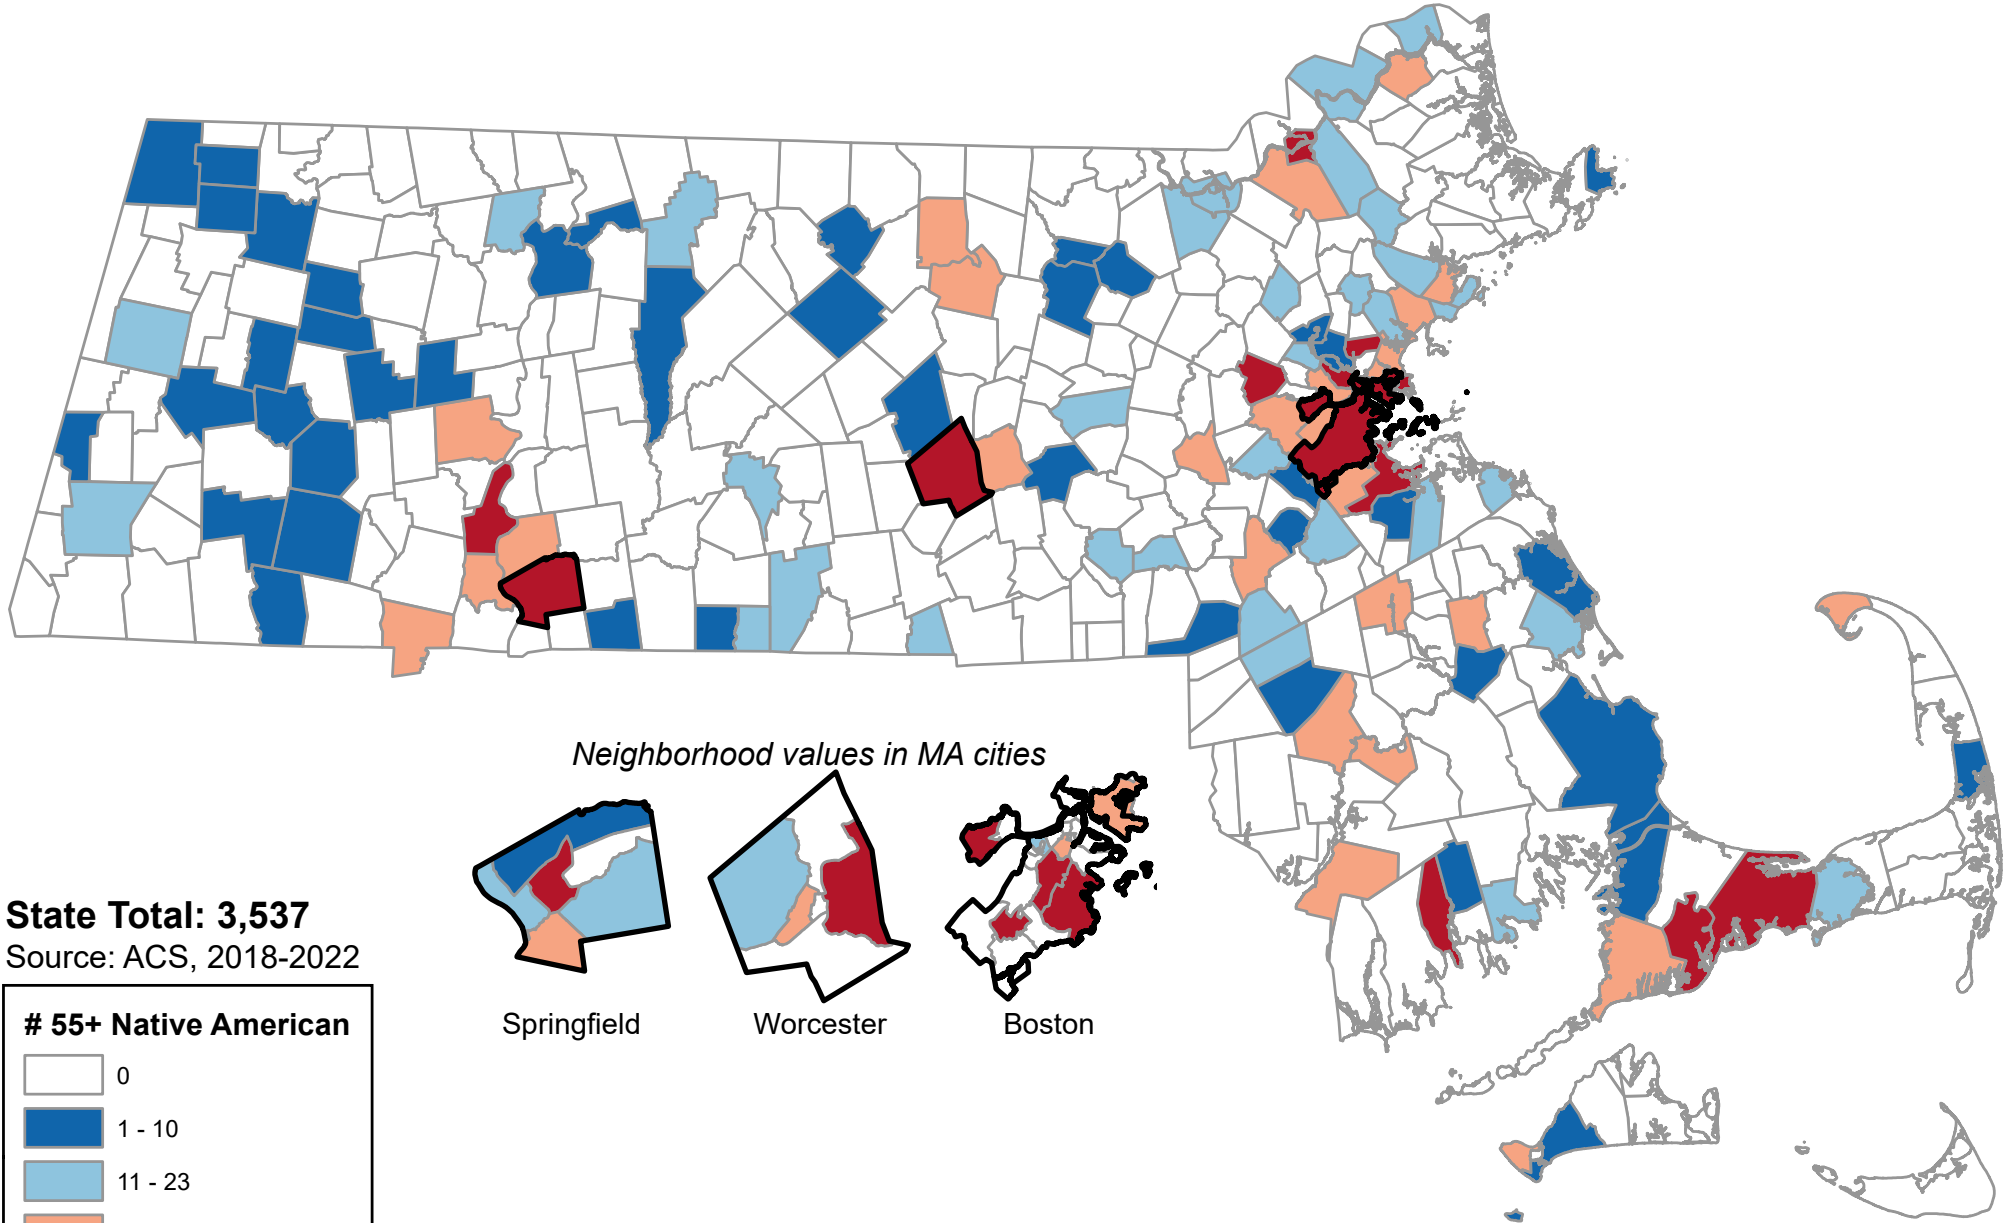 Neighborhood values in MA cities
Springfield
Worcester
Boston
State Total: 3,537
Source: ACS, 2018-2022
# 55+ Native American
0
1 - 10
11 - 23